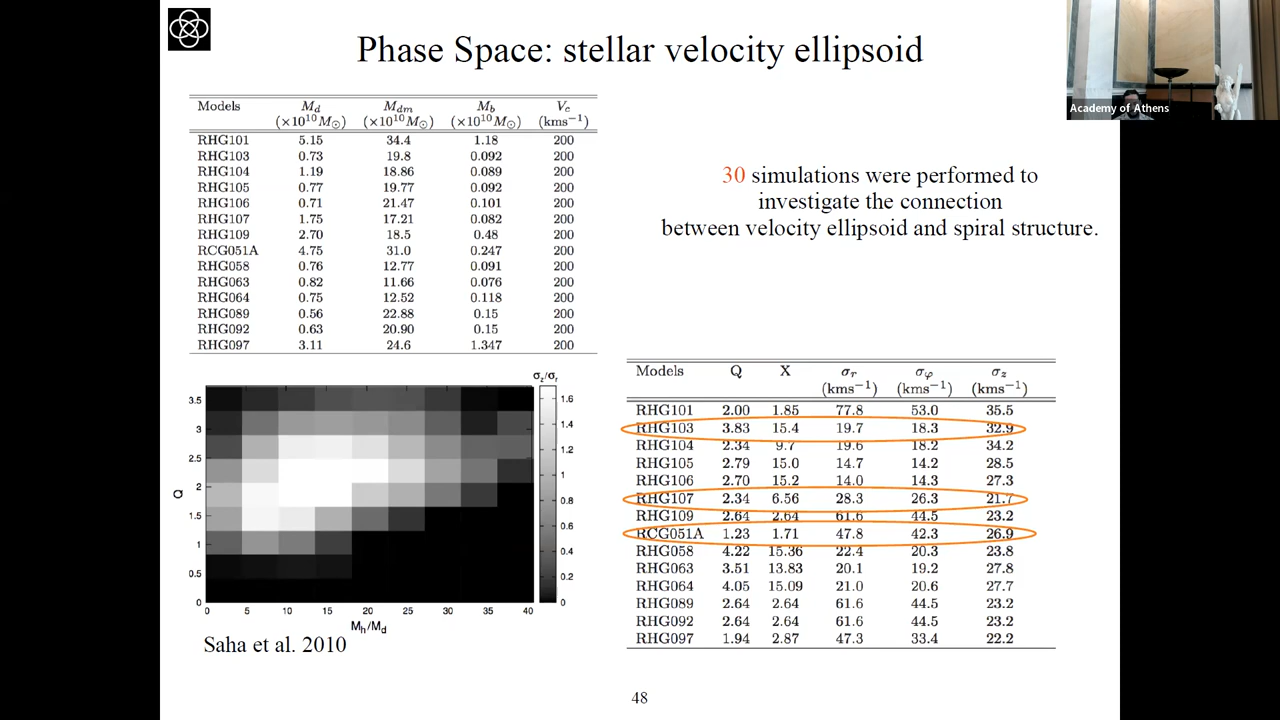 Phase Space: stellar velocity ellipsoid
Academy of Athens
Models M_d M_dm M_b V_c
(×10^10 M_⊙) (×10^10 M_⊙) (×10^10 M_⊙) (kms^−1)
RHG101 5.15 34.4 1.18 200
RHG103 0.73 19.8 0.092 200
RHG104 1.19 18.86 0.089 200
RHG105 0.77 19.77 0.092 200
RHG106 0.71 21.47 0.101 200
RHG107 1.75 17.21 0.082 200
RHG109 2.70 18.5 0.48 200
RCG051A 4.75 31.0 0.247 200
RHG058 0.76 12.77 0.091 200
RHG063 0.82 11.66 0.076 200
RHG064 0.75 12.52 0.118 200
RHG089 0.56 22.88 0.15 200
RHG092 0.63 20.90 0.15 200
RHG097 3.11 24.6 1.347 200
30 simulations were performed to
investigate the connection
between velocity ellipsoid and spiral structure.
σ_z/σ_r
1.6
1.4
1.2
1
0.8
0.6
0.4
0.2
0
Q
3.5
3
2.5
2
1.5
1
0.5
0
0 5 10 15 20 25 30 35 40
M_h/M_d
Saha et al. 2010
Models Q X σ_r σ_φ σ_z
(kms^−1) (kms^−1) (kms^−1)
RHG101 2.00 1.85 77.8 53.0 35.5
RHG103 3.83 15.4 19.7 18.3 32.9
RHG104 2.34 9.7 19.6 18.2 34.2
RHG105 2.79 15.0 14.7 14.2 28.5
RHG106 2.70 15.2 14.0 14.3 27.3
RHG107 2.34 6.56 28.3 26.3 21.7
RHG109 2.64 2.64 61.6 44.5 23.2
RCG051A 1.23 1.71 47.8 42.3 26.9
RHG058 4.22 15.36 22.4 20.3 23.8
RHG063 3.51 13.83 20.1 19.2 27.8
RHG064 4.05 15.09 21.0 20.6 27.7
RHG089 2.64 2.64 61.6 44.5 23.2
RHG092 2.64 2.64 61.6 44.5 23.2
RHG097 1.94 2.87 47.3 33.4 22.2
48